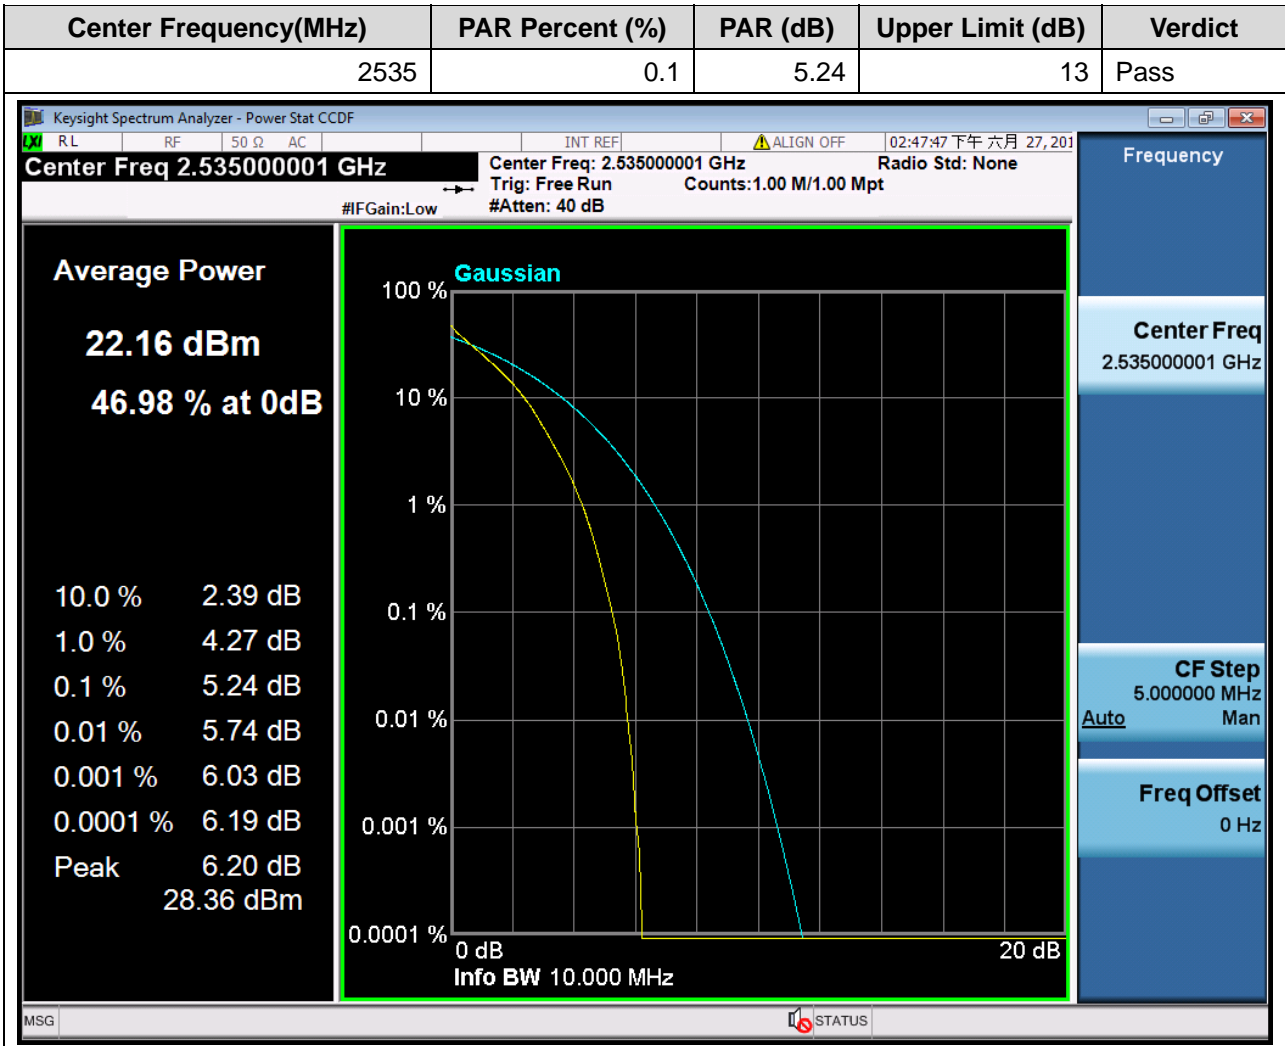 Center Frequency(MHz) PAR Percent (%) PAR (dB) Upper Limit (dB) Verdict
2535 0.1 5.24 13 Pass
Keysight Spectrum Analyzer - Power Stat CCDF
LXI RL RF 50 Ω AC INT REF ALIGN OFF 02:47:47 下午 六月 27, 201
Center Freq 2.535000001 GHz
#IFGain:Low
Center Freq: 2.535000001 GHz Radio Std: None
Trig: Free Run Counts:1.00 M/1.00 Mpt
#Atten: 40 dB
Average Power
22.16 dBm
46.98 % at 0dB
10.0 % 2.39 dB
1.0 % 4.27 dB
0.1 % 5.24 dB
0.01 % 5.74 dB
0.001 % 6.03 dB
0.0001 % 6.19 dB
Peak 6.20 dB
28.36 dBm
Gaussian
100 %
10 %
1 %
0.1 %
0.01 %
0.001 %
0.0001 %
0 dB 20 dB
Info BW 10.000 MHz
Frequency
Center Freq
2.535000001 GHz
CF Step
5.000000 MHz
Auto Man
Freq Offset
0 Hz
MSG STATUS